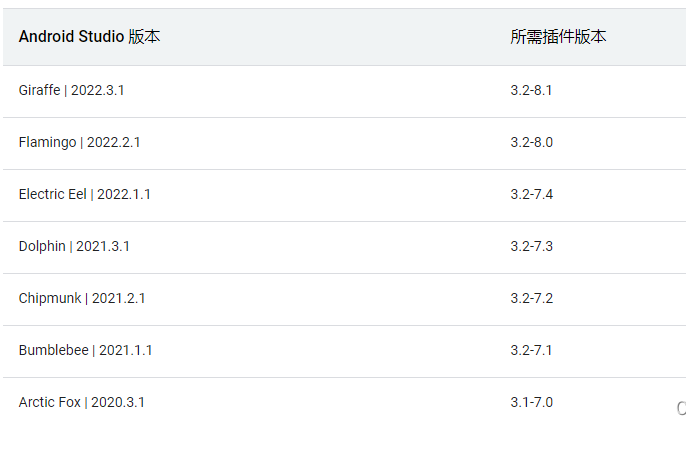 Android Studio 版本 所需插件版本
Giraffe | 2022.3.1 3.2-8.1
Flamingo | 2022.2.1 3.2-8.0
Electric Eel | 2022.1.1 3.2-7.4
Dolphin | 2021.3.1 3.2-7.3
Chipmunk | 2021.2.1 3.2-7.2
Bumblebee | 2021.1.1 3.2-7.1
Arctic Fox | 2020.3.1 3.1-7.0